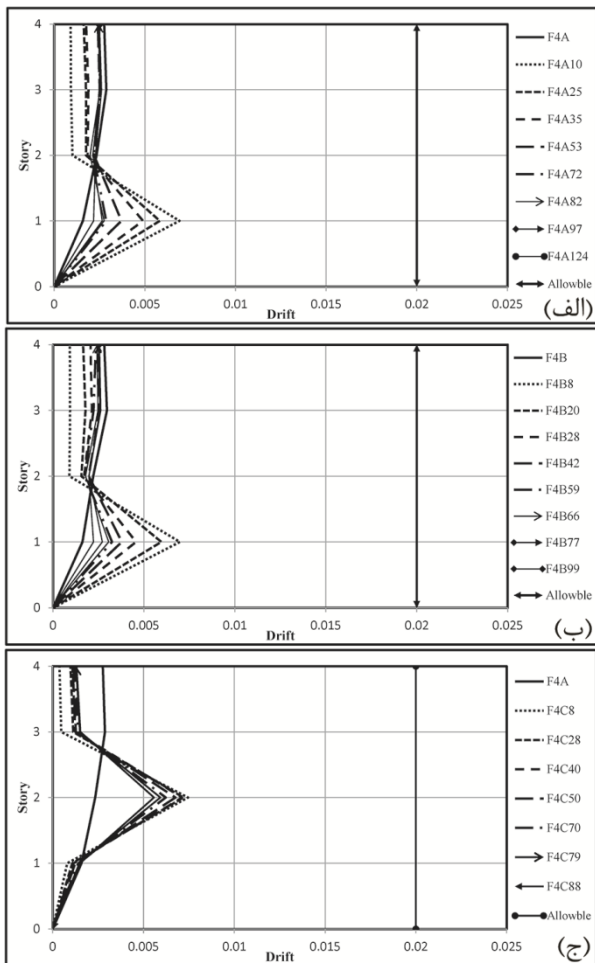 4
3
2
1
0
Story
0
0.005
0.01
0.015
0.02
0.025
Drift
F4A
F4A10
F4A25
F4A35
F4A53
F4A72
F4A82
F4A97
F4A124
Allowble
(الف)
4
3
2
1
0
Story
0
0.005
0.01
0.015
0.02
0.025
Drift
F4B
F4B8
F4B20
F4B28
F4B42
F4B59
F4B66
F4B77
F4B99
Allowble
(ب)
4
3
2
1
0
Story
0
0.005
0.01
0.015
0.02
0.025
Drift
F4A
F4C8
F4C28
F4C40
F4C50
F4C70
F4C79
F4C88
Allowble
(ج)